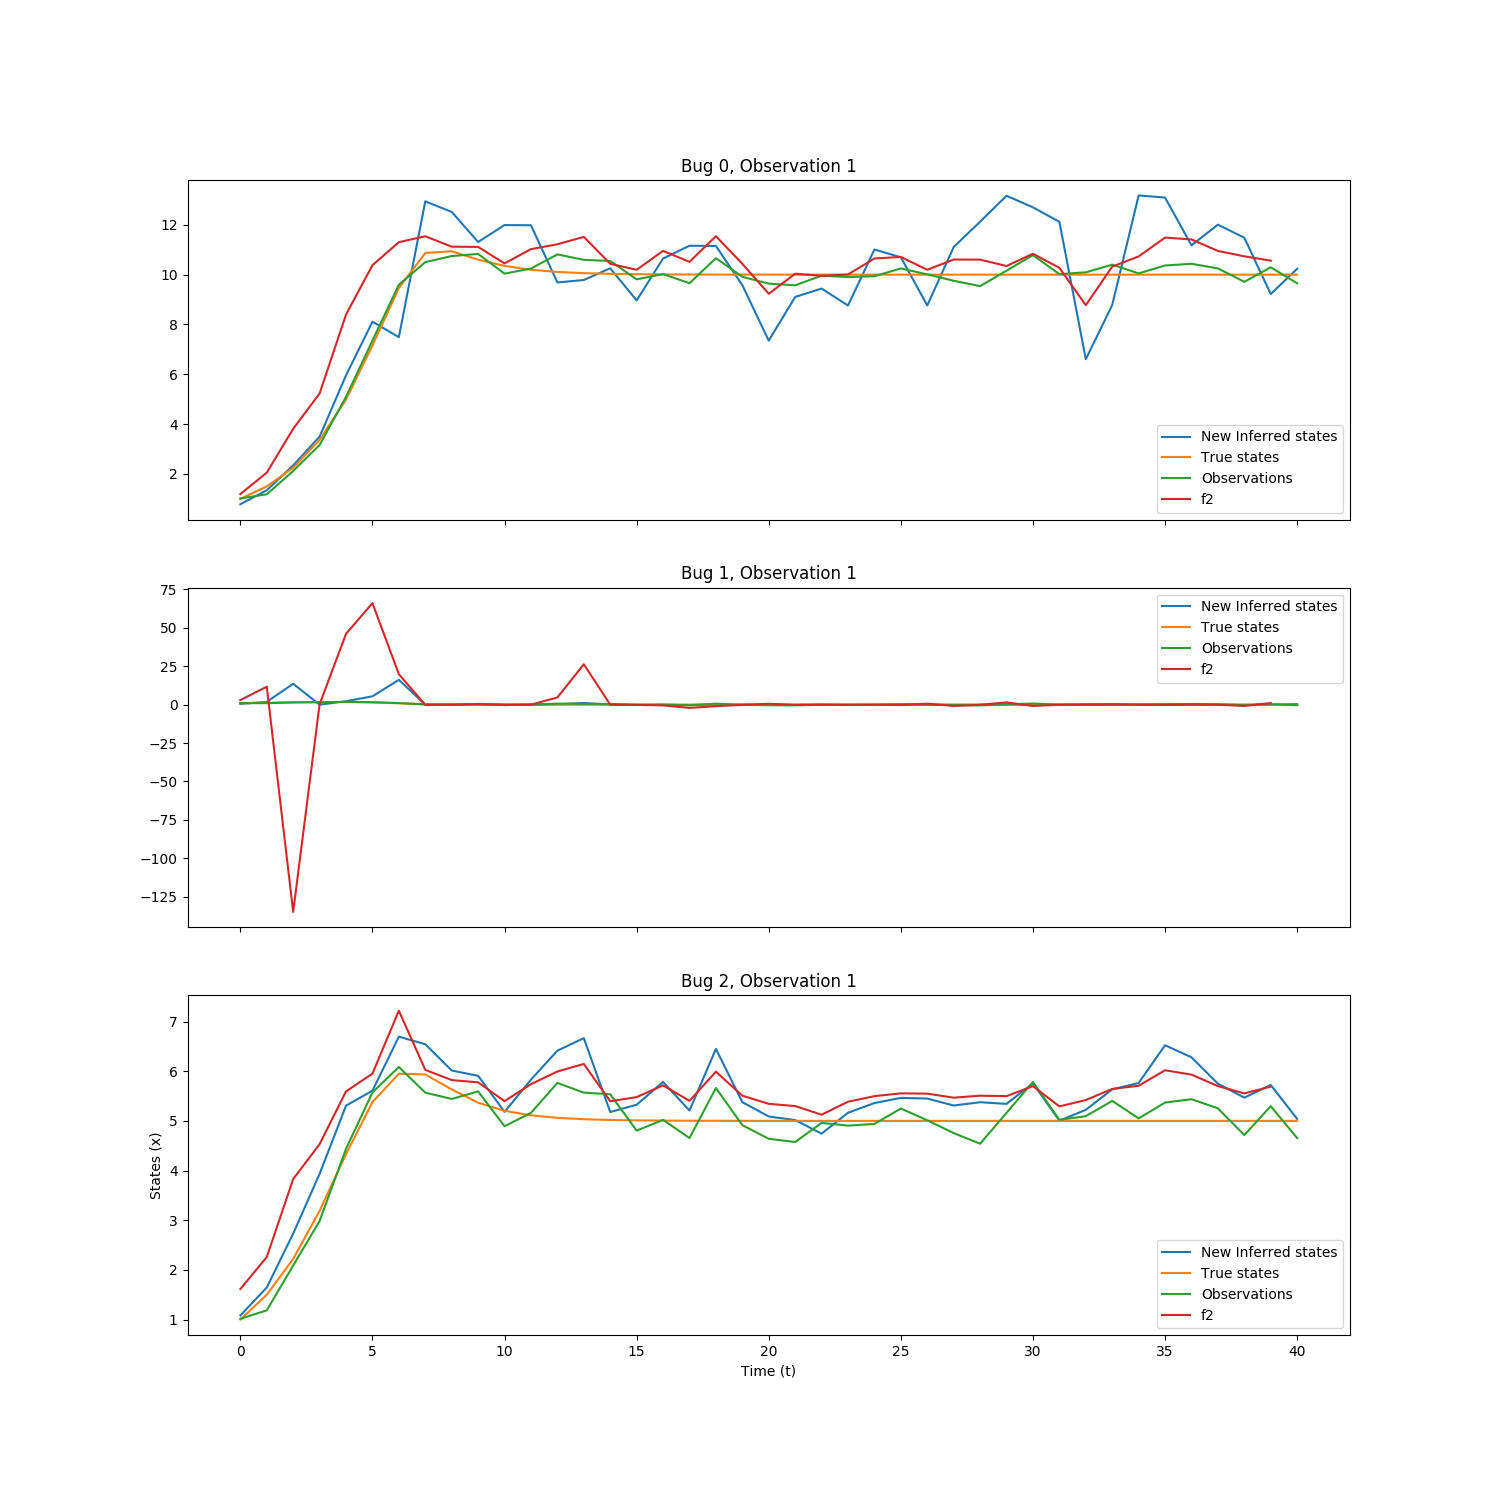 Bug 0, Observation 1
12
10
8
6
4
2
New Inferred states
True states
Observations
f2
Bug 1, Observation 1
75
50
25
0
−25
−50
−75
−100
−125
New Inferred states
True states
Observations
f2
Bug 2, Observation 1
7
6
5
4
3
2
1
States (x)
New Inferred states
True states
Observations
f2
0 5 10 15 20 25 30 35 40
Time (t)